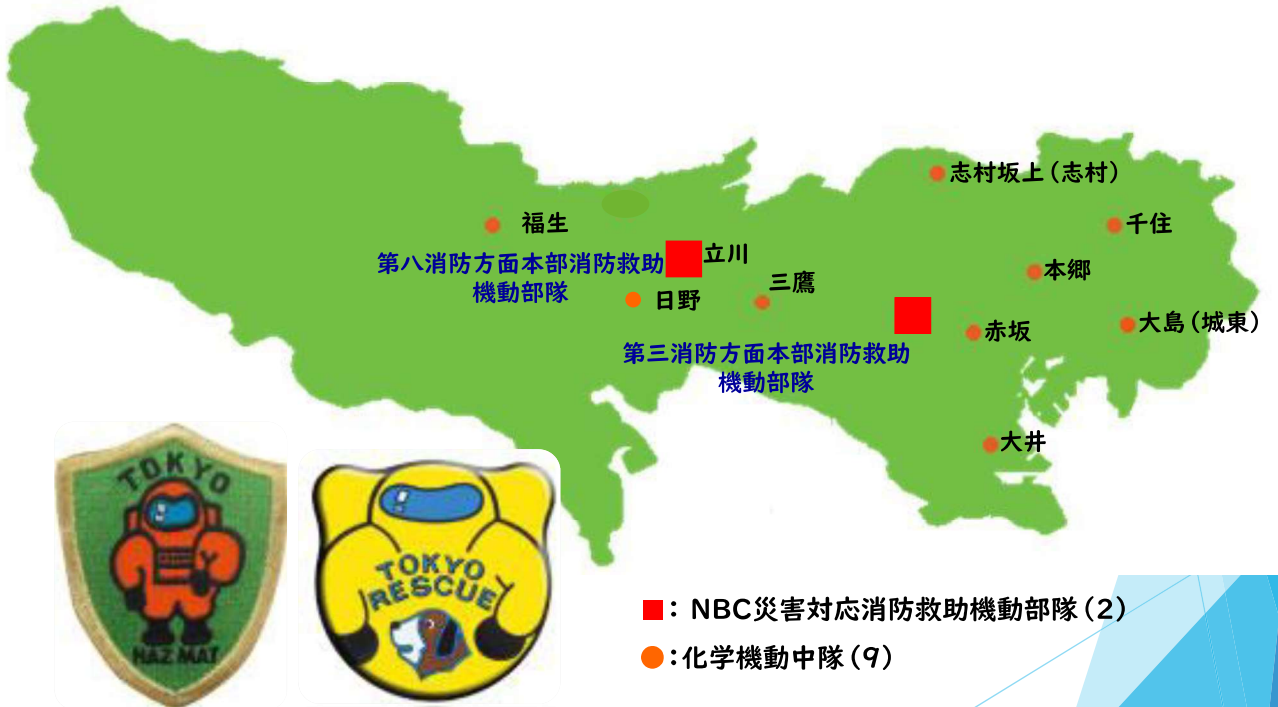 志村坂上（志村）
福生
千住
立川
第八消防方面本部消防救助
機動部隊
本郷
三鷹
日野
大島（城東）
赤坂
第三消防方面本部消防救助
機動部隊
大井
TOKYO
HAZ MAT
TOKYO
RESCUE
■：NBC災害対応消防救助機動部隊（2）
●：化学機動中隊（9）